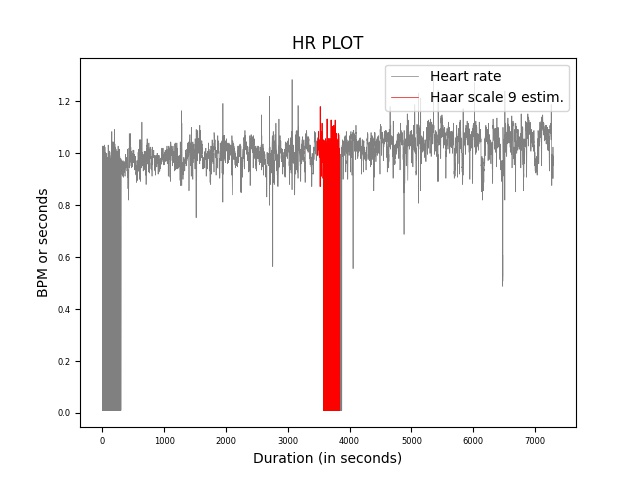 HR PLOT
Heart rate
Haar scale 9 estim.
1.2
1.0
0.8
0.6
0.4
0.2
0.0
BPM or seconds
0 1000 2000 3000 4000 5000 6000 7000
Duration (in seconds)